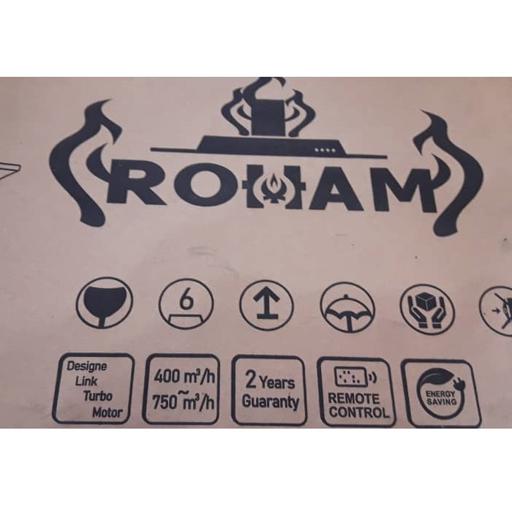 ROHAM
6
Designe
Link
Turbo
Motor
400 m³/h
750~m³/h
2 Years
Guaranty
REMOTE
CONTROL
ENERGY
SAVING